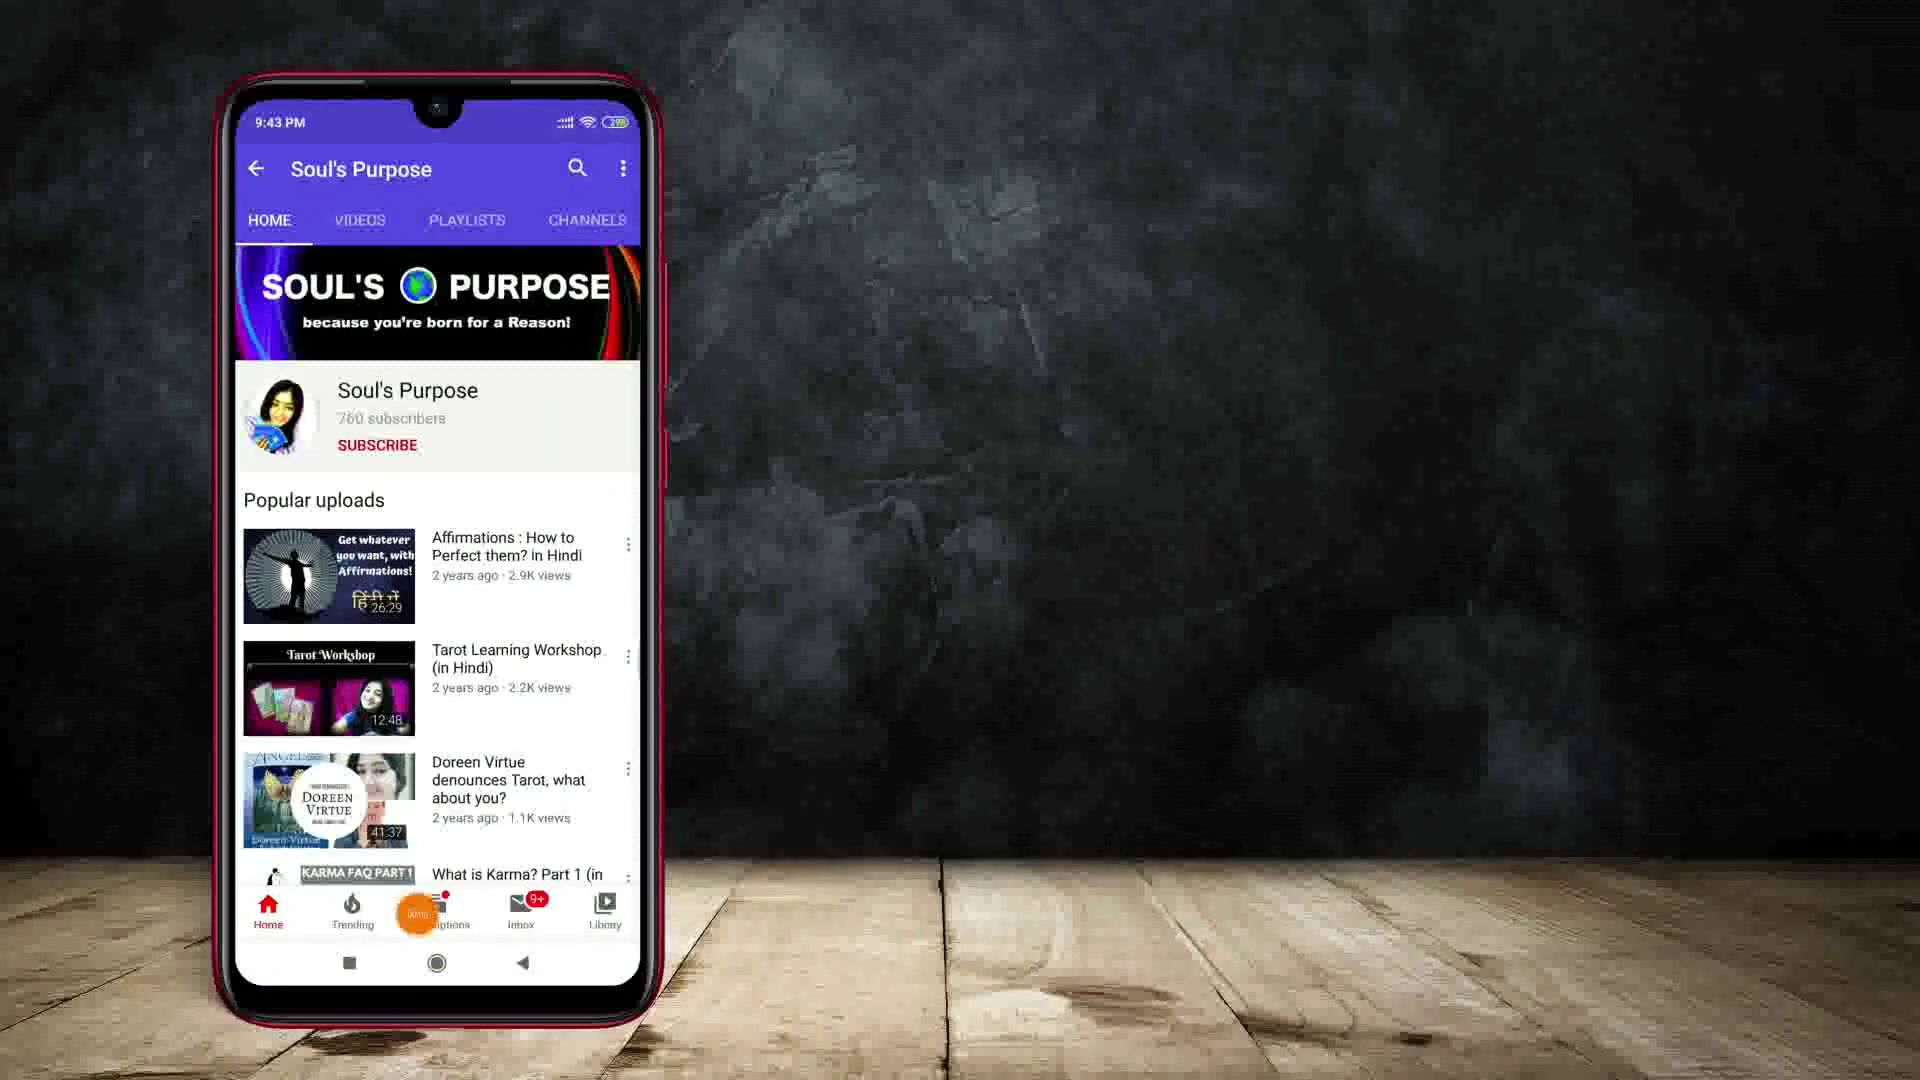 9:43 PM
Soul's Purpose
HOME VIDEOS PLAYLISTS CHANNELS
SOUL'S PURPOSE
because you're born for a Reason!
Soul's Purpose
760 subscribers
SUBSCRIBE
Popular uploads
Get whatever
you want, with
Affirmations!
हिंदी में
26:29
Affirmations : How to
Perfect them? in Hindi
2 years ago · 2.9K views
Tarot Workshop
12:48
Tarot Learning Workshop
(in Hindi)
2 years ago · 2.2K views
DOREEN
VIRTUE
Doreen Virtue
41:37
Doreen Virtue
denounces Tarot, what
about you?
2 years ago · 1.1K views
KARMA FAQ PART 1
What is Karma? Part 1 (in
Home
Trending
9+
Inbox
Library